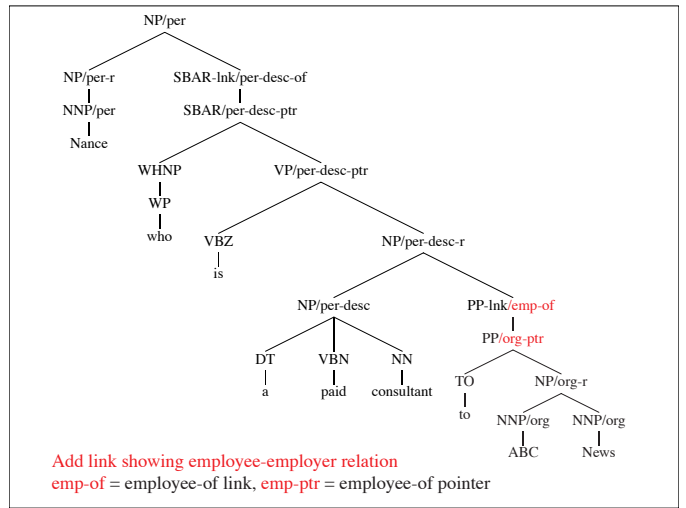 NP/per
NP/per-r SBAR-lnk/per-desc-of
NNP/per SBAR/per-desc-ptr
Nance
WHNP VP/per-desc-ptr
WP
who VBZ NP/per-desc-r
is
NP/per-desc PP-lnk/emp-of
PP/org-ptr
DT VBN NN
TO NP/org-r
a paid consultant
to NNP/org NNP/org
ABC News
Add link showing employee-employer relation
emp-of = employee-of link, emp-ptr = employee-of pointer